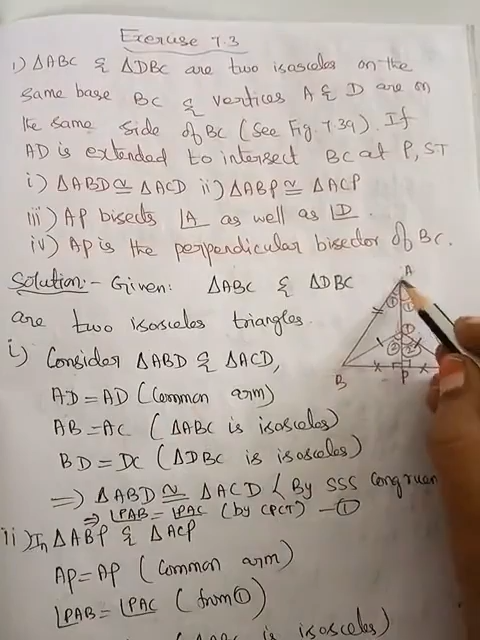 Exercise 7.3
1) ΔABC & ΔDBC are two isosceles on the
same base BC & vertices A & D are on
the same side of BC (see Fig 7.39). If
AD is extended to intersect BC at P, ST
i) ΔABD ≅ ΔACD ii) ΔABP ≅ ΔACP
iii) AP bisects ∠A as well as ∠D.
iv) AP is the perpendicular bisector of BC.
Solution:- Given: ΔABC & ΔDBC
are two isosceles triangles.
A
B
P
i) Consider ΔABD & ΔACD,
AD = AD (Common arm)
AB = AC (ΔABC is isosceles)
BD = DC (ΔDBC is isosceles)
⇒ ΔABD ≅ ΔACD (By SSS Congruen
⇒ ∠PAB = ∠PAC (by CPCT) —①
ii) In ΔABP & ΔACP
AP = AP (Common arm)
∠PAB = ∠PAC (from ①)
is isosceles)